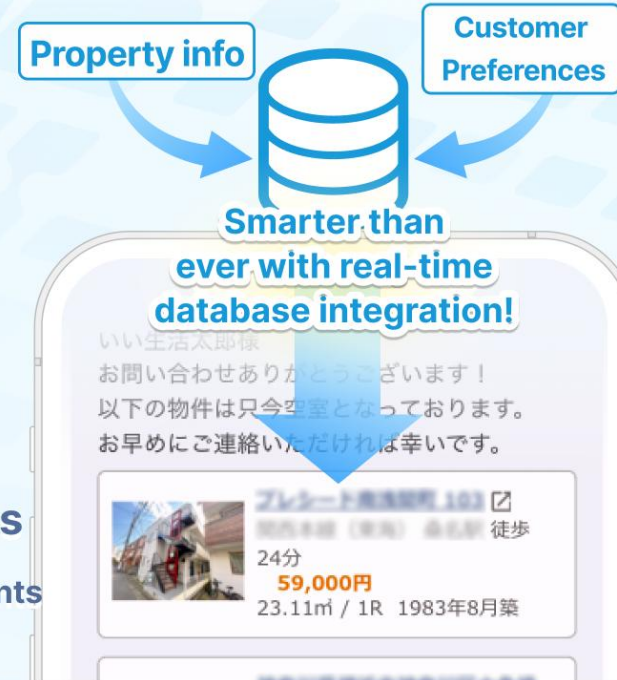 Property info
Customer
Preferences
Smarter than
ever with real-time
database integration!
いい生活太郎様
お問い合わせありがとうございます！
以下の物件は只今空室となっております。
お早めにご連絡いただければ幸いです。
s
nts
徒歩
24分
59,000円
23.11㎡ / 1R 1983年8月築